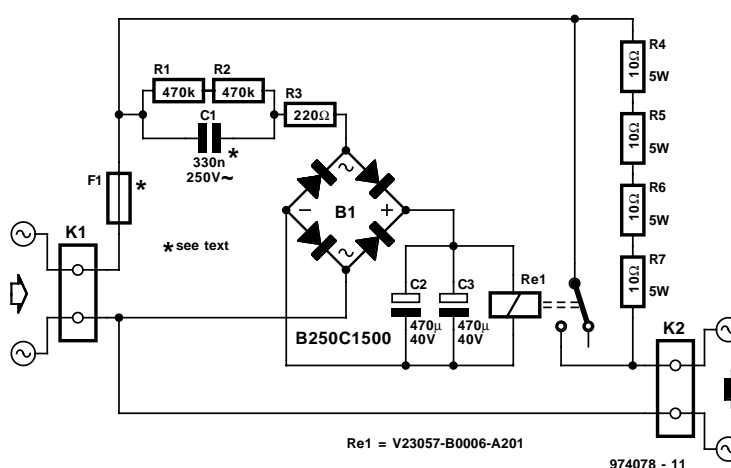 R1
R2
470k
470k
C1
330n
250V~
*
R3
220Ω
R4
10Ω
5W
R5
10Ω
5W
R6
10Ω
5W
R7
10Ω
5W
F1
*
K1
*see text
~
− B1 +
~
B250C1500
C2
470µ
40V
C3
470µ
40V
Re1
K2
Re1 = V23057-B0006-A201
974078 - 11